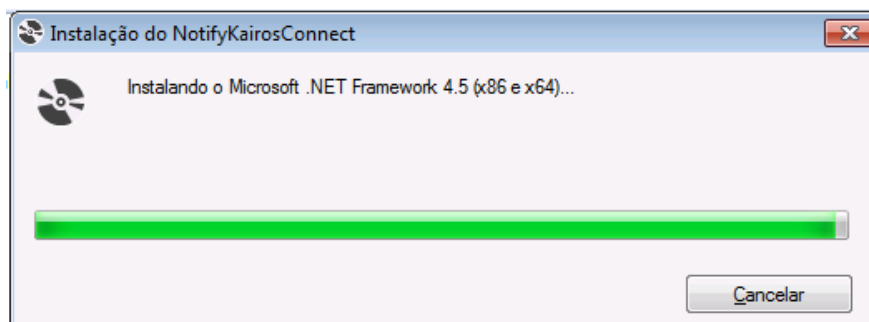 Instalação do NotifyKairosConnect
Instalando o Microsoft .NET Framework 4.5 (x86 e x64)...
Cancelar